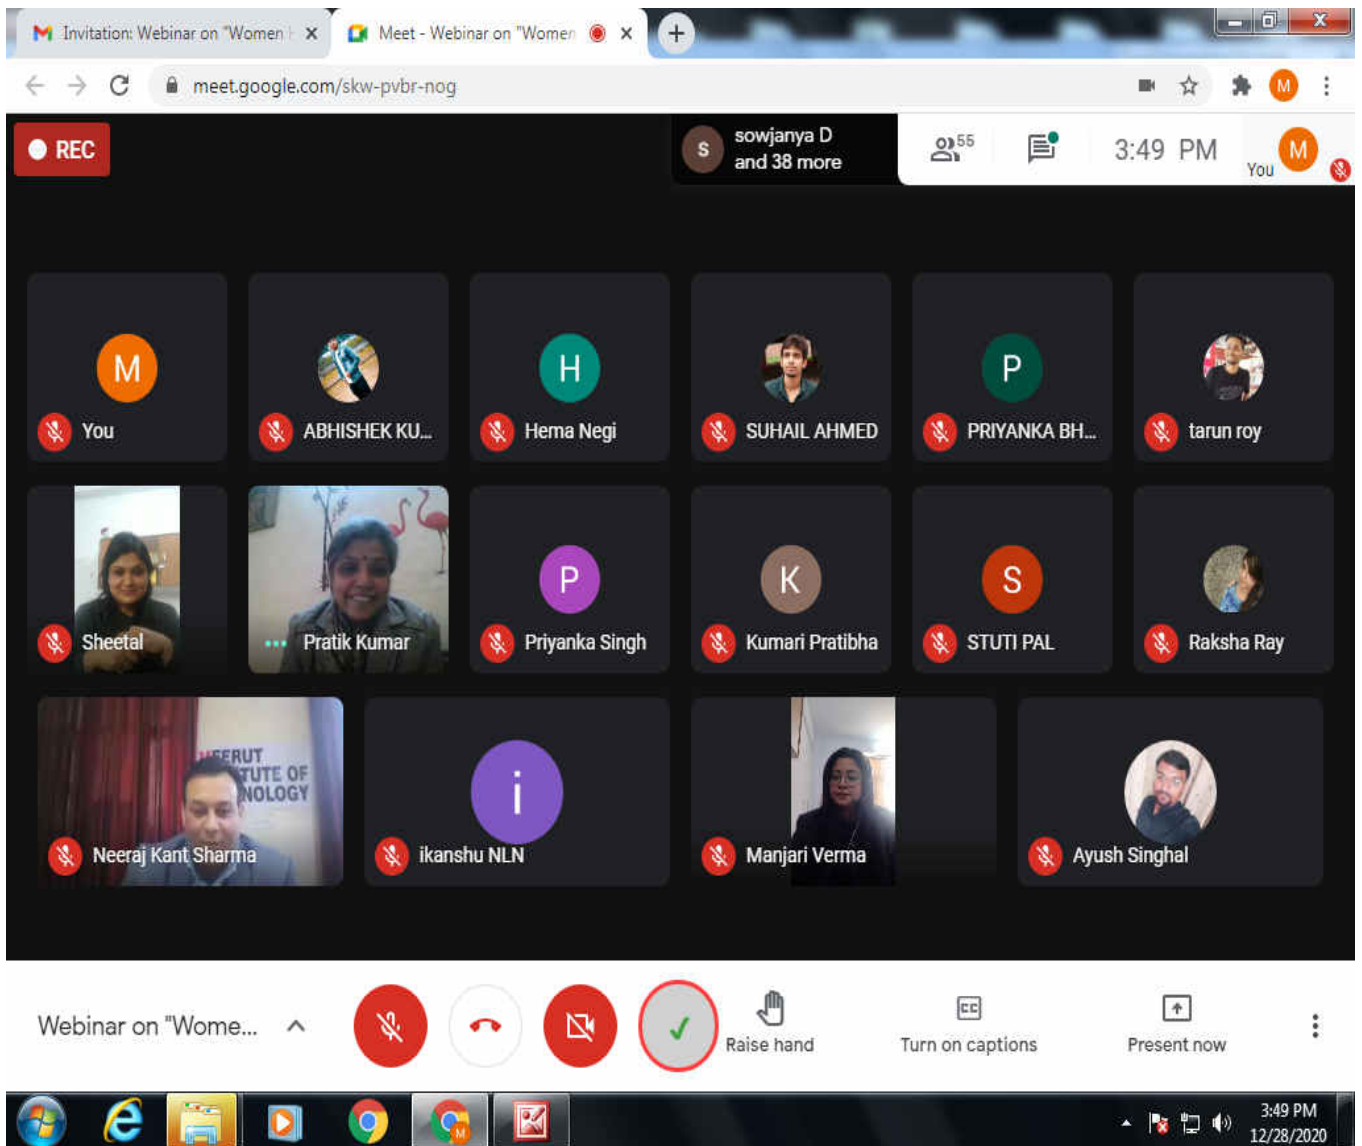 Invitation: Webinar on "Women H
Meet - Webinar on "Women
meet.google.com/skw-pvbr-nog
M
REC
s
sowjanya D
and 38 more
55
3:49 PM
You
M
M
You
ABHISHEK KU...
H
Hema Negi
SUHAIL AHMED
P
PRIYANKA BH...
tarun roy
Sheetal
Pratik Kumar
P
Priyanka Singh
K
Kumari Pratibha
S
STUTI PAL
Raksha Ray
MEERUT
TUTE OF
NOLOGY
Neeraj Kant Sharma
i
ikanshu NLN
Manjari Verma
Ayush Singhal
Webinar on "Wome...
Raise hand
CC
Turn on captions
Present now
M
3:49 PM
12/28/2020